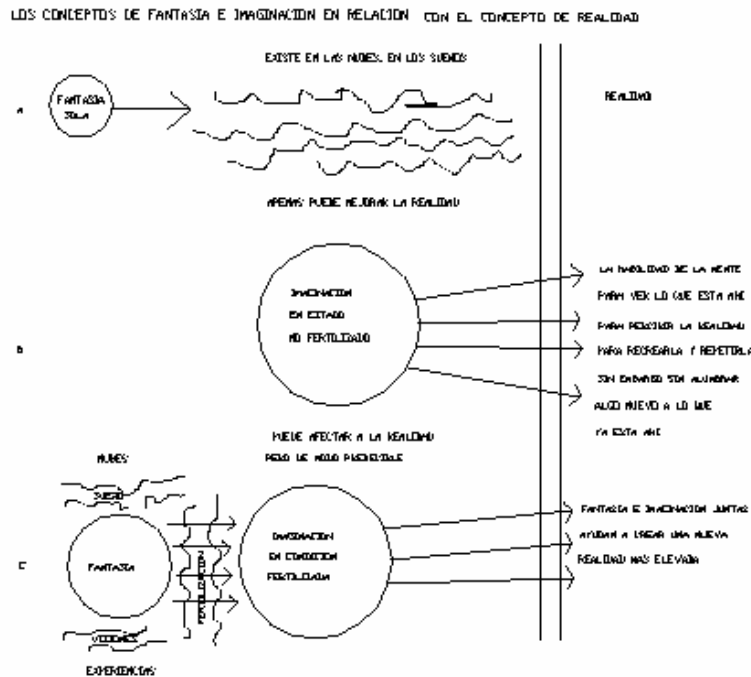 LOS CONCEPTOS DE FANTASIA E IMAGINACION EN RELACION CON EL CONCEPTO DE REALIDAD
EXISTE EN LAS NUBES, EN LOS SUENOS
A
FANTASIA
SOLA
REALIDAD
APENAS PUEDE MEJORAR LA REALIDAD
B
IMAGINACION
EN ESTADO
NO FERTILIZADO
LA HABILIDAD DE LA MENTE
PARA VER LO QUE ESTA AHI
PARA PERCIBIR LA REALIDAD
PARA RECREARLA Y REPETIRLA
SIN EMBARGO SIN ALUMBRAR
ALGO NUEVO A LO QUE
YA ESTA AHI
PUEDE AFECTAR A LA REALIDAD
PERO DE MODO PREDECIBLE
C
NUBES
SUENO
FANTASIA
VISIONES
EXPERIENCIAS
FERTILIZACION
IMAGINACION
EN CONDICION
FERTILIZADA
FANTASIA E IMAGINACION JUNTAS
AYUDAN A CREAR UNA NUEVA
REALIDAD MAS ELEVADA